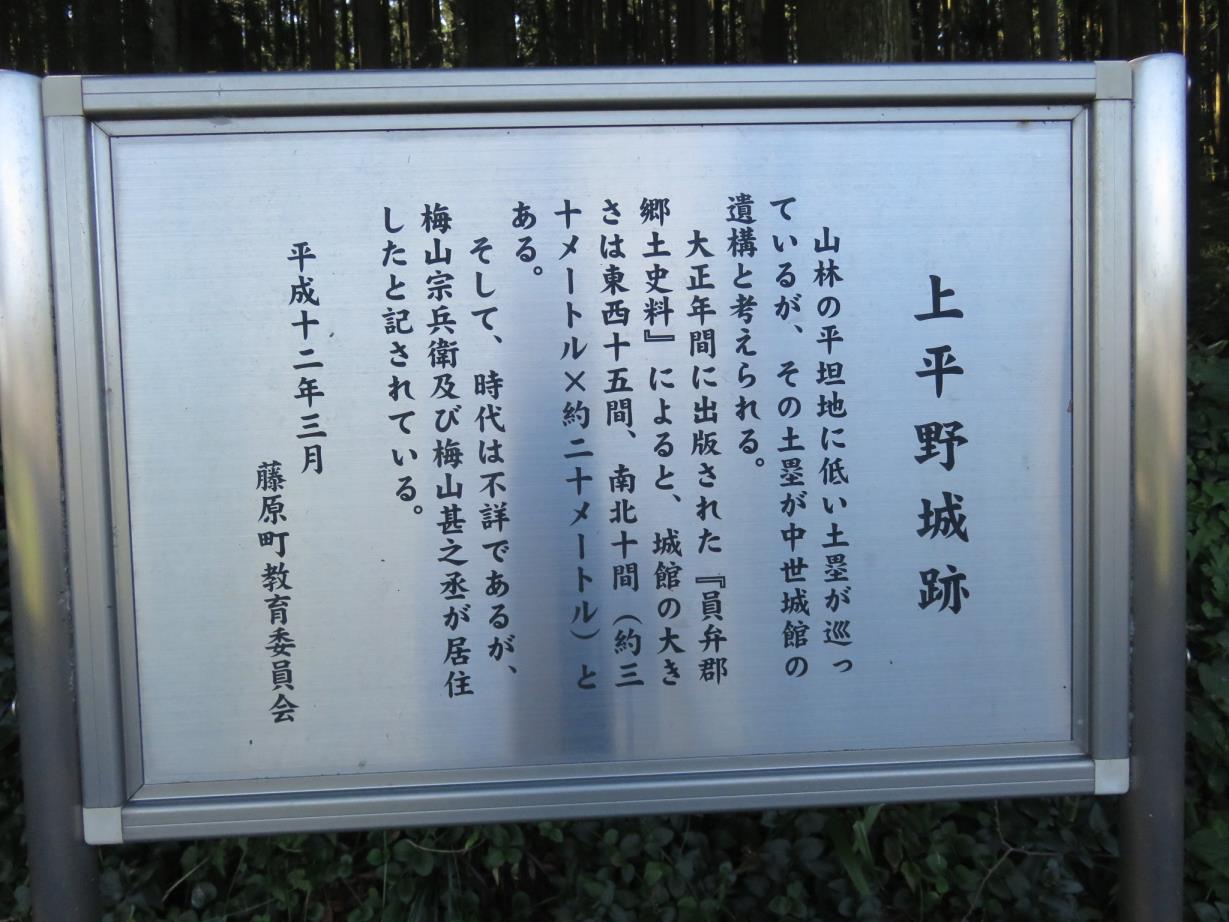 上平野城跡
山林の平坦地に低い土塁が巡っ
ているが、その土塁が中世城館の
遺構と考えられる。
大正年間に出版された『員弁郡
郷土史料』によると、城館の大き
さは東西十五間、南北十間（約三
十メートル×約二十メートル）と
ある。
そして、時代は不詳であるが、
梅山宗兵衛及び梅山甚之丞が居住
したと記されている。
平成十二年三月
藤原町教育委員会